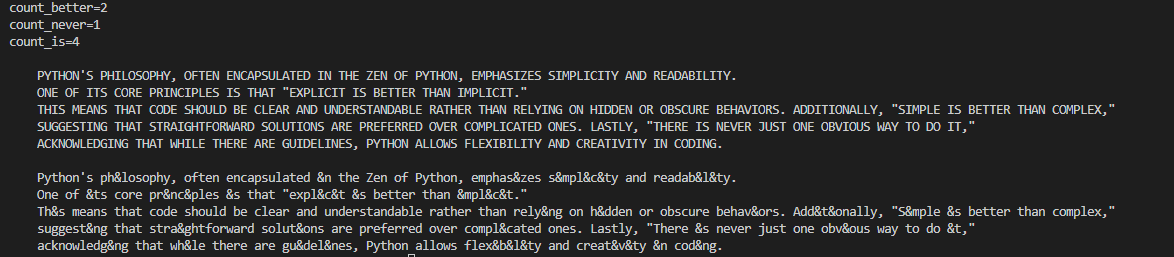 count_better=2
count_never=1
count_is=4
PYTHON'S PHILOSOPHY, OFTEN ENCAPSULATED IN THE ZEN OF PYTHON, EMPHASIZES SIMPLICITY AND READABILITY.
ONE OF ITS CORE PRINCIPLES IS THAT "EXPLICIT IS BETTER THAN IMPLICIT."
THIS MEANS THAT CODE SHOULD BE CLEAR AND UNDERSTANDABLE RATHER THAN RELYING ON HIDDEN OR OBSCURE BEHAVIORS. ADDITIONALLY, "SIMPLE IS BETTER THAN COMPLEX,"
SUGGESTING THAT STRAIGHTFORWARD SOLUTIONS ARE PREFERRED OVER COMPLICATED ONES. LASTLY, "THERE IS NEVER JUST ONE OBVIOUS WAY TO DO IT,"
ACKNOWLEDGING THAT WHILE THERE ARE GUIDELINES, PYTHON ALLOWS FLEXIBILITY AND CREATIVITY IN CODING.
Python's ph&losophy, often encapsulated &n the Zen of Python, emphas&zes s&mpl&c&ty and readab&l&ty.
One of &ts core pr&nc&ples &s that "expl&c&t &s better than &mpl&c&t."
Th&s means that code should be clear and understandable rather than rely&ng on h&dden or obscure behav&ors. Add&t&onally, "S&mple &s better than complex,"
suggest&ng that stra&ghtforward solut&ons are preferred over compl&cated ones. Lastly, "There &s never just one obv&ous way to do &t,"
acknowledg&ng that wh&le there are gu&del&nes, Python allows flex&b&l&ty and creat&v&ty &n cod&ng.